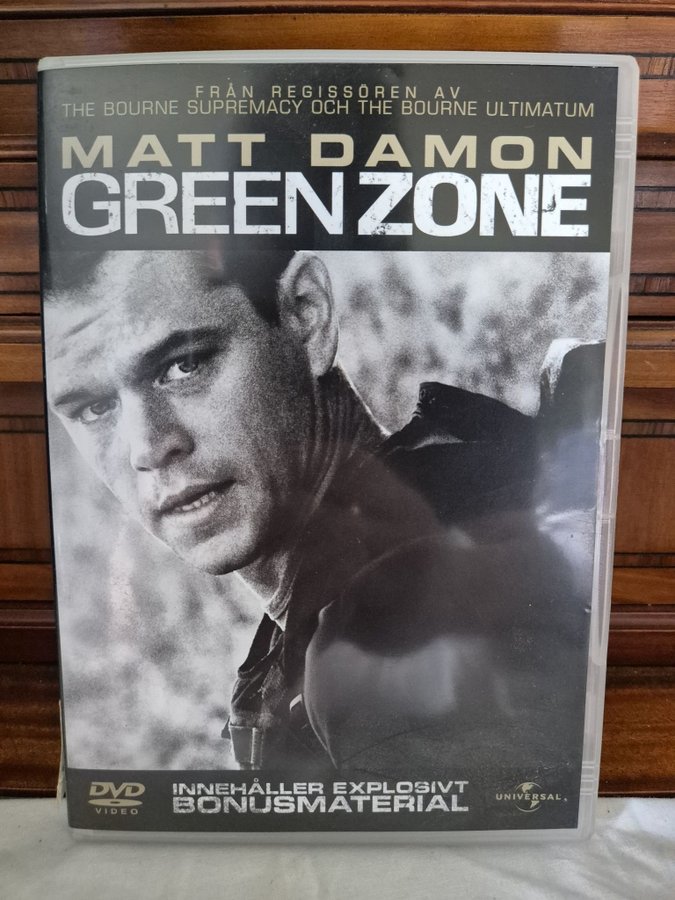 FRÅN REGISSÖREN AV
THE BOURNE SUPREMACY OCH THE BOURNE ULTIMATUM
MATT DAMON
GREEN ZONE
DVD
VIDEO
INNEHÅLLER EXPLOSIVT
BONUSMATERIAL
UNIVERSAL